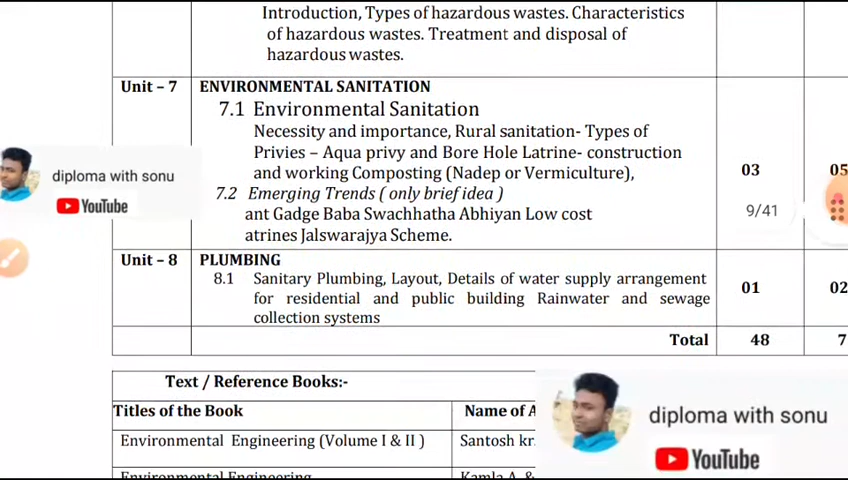 Introduction, Types of hazardous wastes. Characteristics
of hazardous wastes. Treatment and disposal of
hazardous wastes.
Unit – 7 ENVIRONMENTAL SANITATION
7.1 Environmental Sanitation
Necessity and importance, Rural sanitation- Types of
Privies – Aqua privy and Bore Hole Latrine- construction
and working Composting (Nadep or Vermiculture),
03 05
7.2 Emerging Trends ( only brief idea )
ant Gadge Baba Swachhatha Abhiyan Low cost
atrines Jalswarajya Scheme.
diploma with sonu
YouTube
9/41
Unit – 8 PLUMBING
8.1 Sanitary Plumbing, Layout, Details of water supply arrangement
for residential and public building Rainwater and sewage
collection systems
01 02
Total 48 7
Text / Reference Books:-
Titles of the Book Name of A
Environmental Engineering (Volume I & II ) Santosh kr.
Environmental Engineering Kamla A. &
diploma with sonu
YouTube